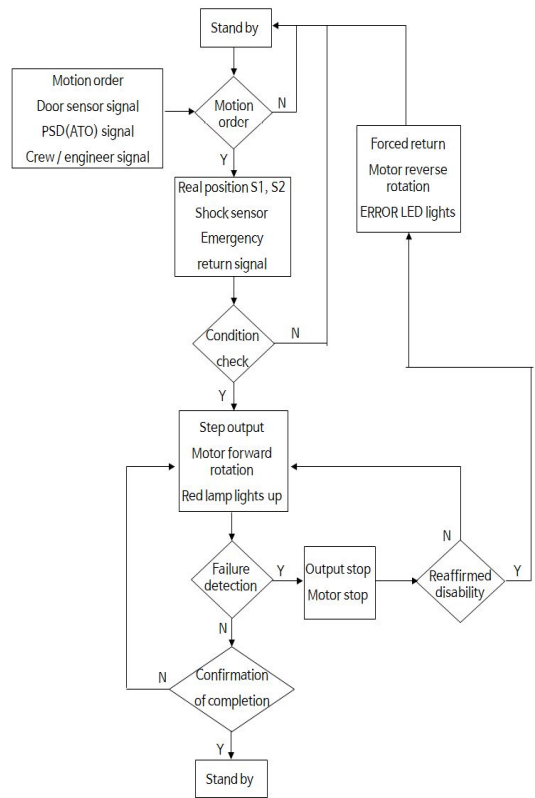 Stand by
Motion order
Door sensor signal
PSD(ATO) signal
Crew / engineer signal
Motion
order
N
Y
Forced return
Motor reverse
rotation
ERROR LED lights
Real position S1, S2
Shock sensor
Emergency
return signal
Condition
check
N
Y
Step output
Motor forward
rotation
Red lamp lights up
Failure
detection
Y
N
Output stop
Motor stop
Reaffirmed
disability
N
Y
Confirmation
of completion
N
Y
Stand by